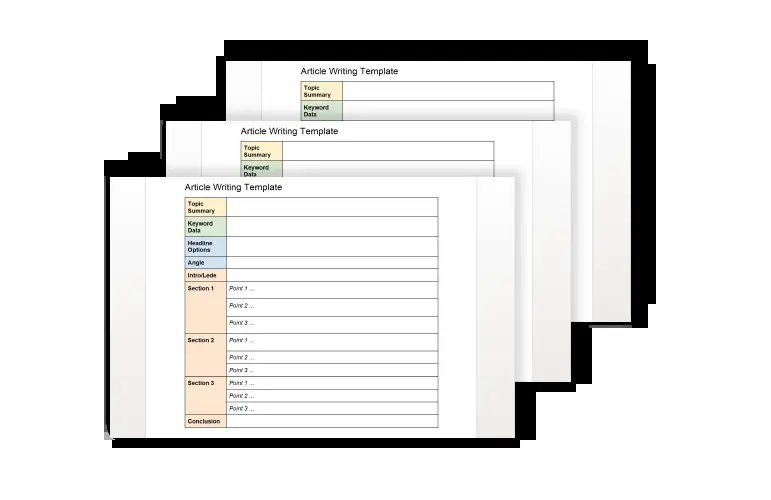 Article Writing Template
Topic
Summary
Keyword
Data
Article Writing Template
Topic
Summary
Keyword
Data
Article Writing Template
Topic
Summary
Keyword
Data
Headline
Options
Angle
Intro/Lede
Section 1
Point 1 ...
Point 2 ...
Point 3 ...
Section 2
Point 1 ...
Point 2 ...
Point 3 ...
Section 3
Point 1 ...
Point 2 ...
Point 3 ...
Conclusion